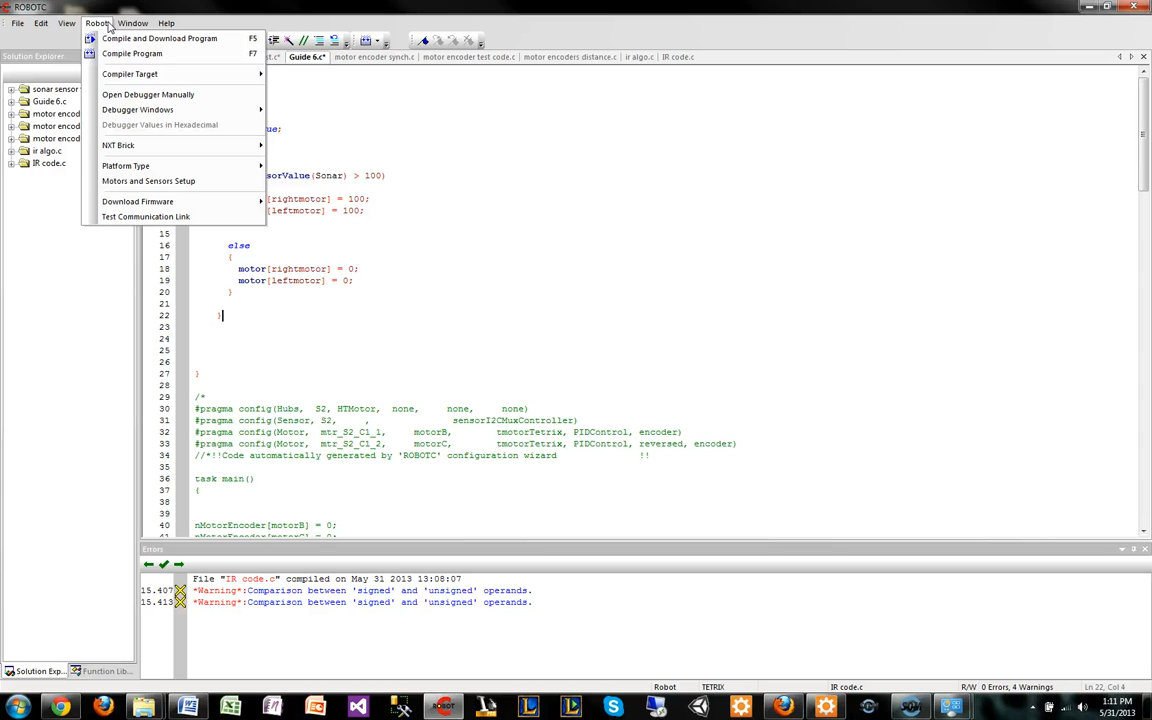 ROBOTC
File Edit View Robot Window Help
Compile and Download Program F5
Compile Program F7
Compiler Target
Open Debugger Manually
Debugger Windows
Debugger Values in Hexadecimal
NXT Brick
Platform Type
Motors and Sensors Setup
Download Firmware
Test Communication Link
Solution Explorer
sonar sensor
Guide 6.c
motor encod
motor encod
motor encod
ir algo.c
IR code.c
t.c* Guide 6.c* motor encoder synch.c motor encoder test code.c motor encoders distance.c ir algo.c IR code.c
ue;
sorValue(Sonar) > 100)
[rightmotor] = 100;
[leftmotor] = 100;
15
16 else
17 {
18 motor[rightmotor] = 0;
19 motor[leftmotor] = 0;
20 }
21
22 }
23
24
25
26
27 }
28
29 /*
30 #pragma config(Hubs, S2, HTMotor, none, none, none)
31 #pragma config(Sensor, S2, , sensorI2CMuxController)
32 #pragma config(Motor, mtr_S2_C1_1, motorB, tmotorTetrix, PIDControl, encoder)
33 #pragma config(Motor, mtr_S2_C1_2, motorC, tmotorTetrix, PIDControl, reversed, encoder)
34 //*!!Code automatically generated by 'ROBOTC' configuration wizard !!
35
36 task main()
37 {
38
39
40 nMotorEncoder[motorB] = 0;
41 nMotorEncoder[motorC] = 0;
Errors
File "IR code.c" compiled on May 31 2013 13:08:07
15.407 *Warning*:Comparison between 'signed' and 'unsigned' operands.
15.413 *Warning*:Comparison between 'signed' and 'unsigned' operands.
Solution Exp... Function Lib...
Robot TETRIX IR code.c R/W 0 Errors, 4 Warnings Ln 22, Col 4
1:11 PM
5/31/2013